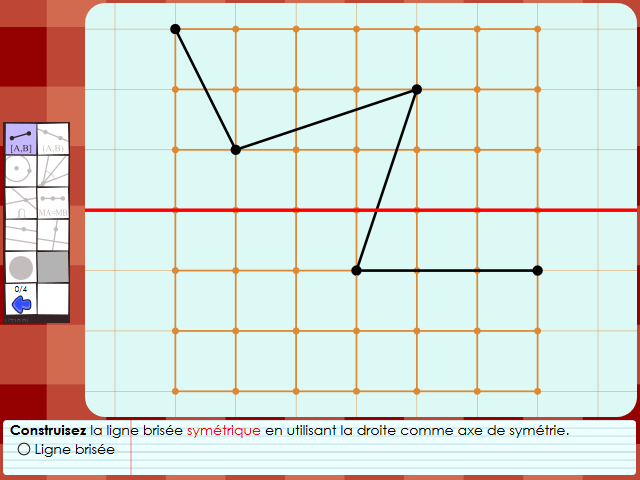 [A,B]
(A,B)
MA=MB
0/4
Construisez la ligne brisée symétrique en utilisant la droite comme axe de symétrie.
Ligne brisée